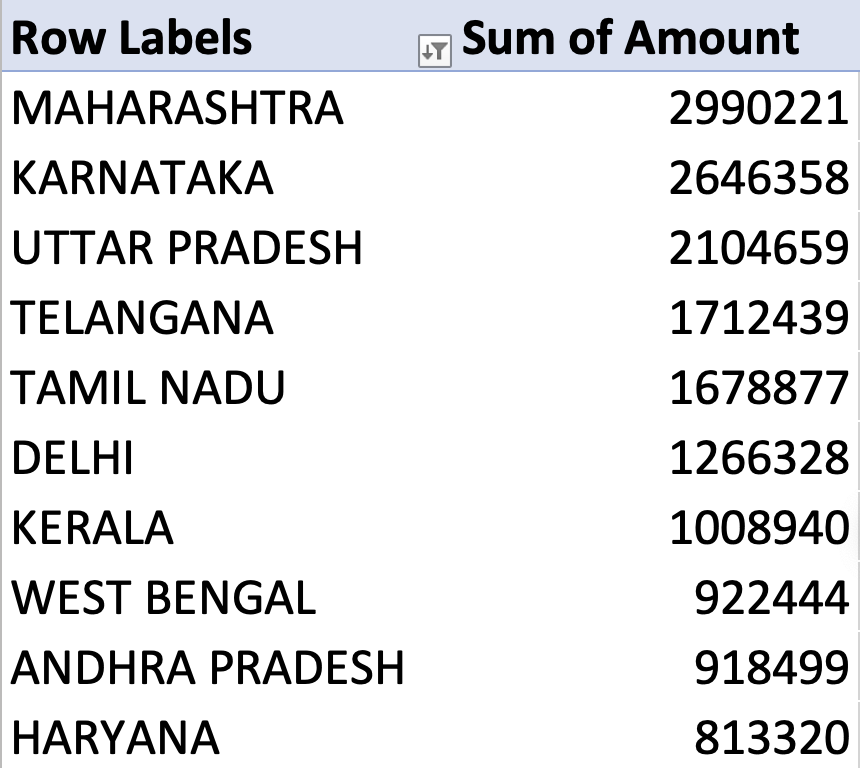 Row Labels Sum of Amount
MAHARASHTRA 2990221
KARNATAKA 2646358
UTTAR PRADESH 2104659
TELANGANA 1712439
TAMIL NADU 1678877
DELHI 1266328
KERALA 1008940
WEST BENGAL 922444
ANDHRA PRADESH 918499
HARYANA 813320